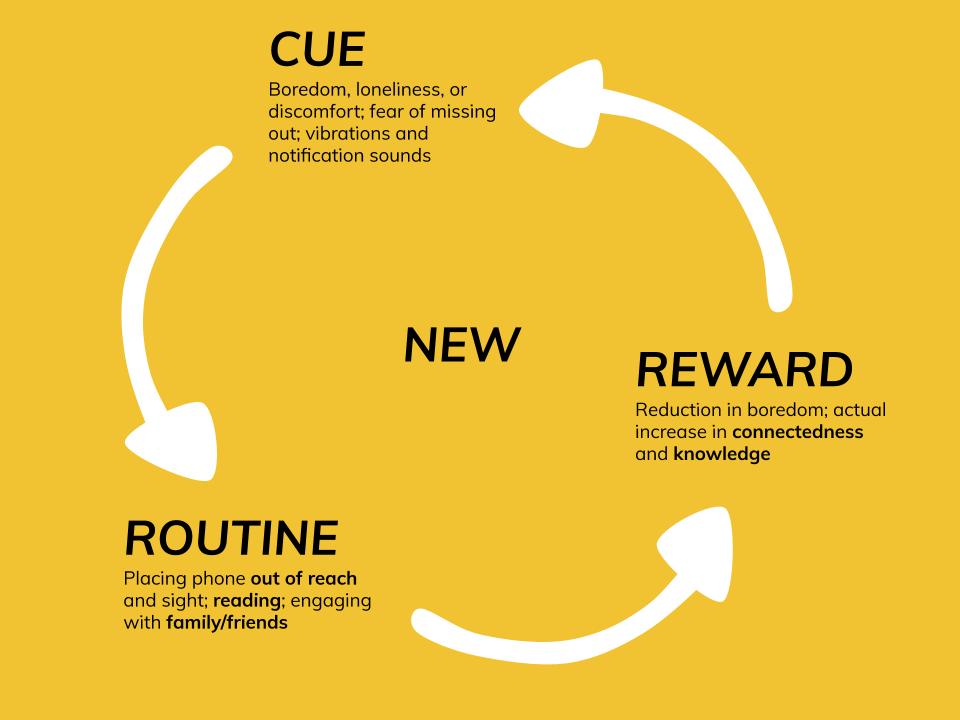 CUE
Boredom, loneliness, or
discomfort; fear of missing
out; vibrations and
notification sounds
NEW
REWARD
Reduction in boredom; actual
increase in connectedness
and knowledge
ROUTINE
Placing phone out of reach
and sight; reading; engaging
with family/friends